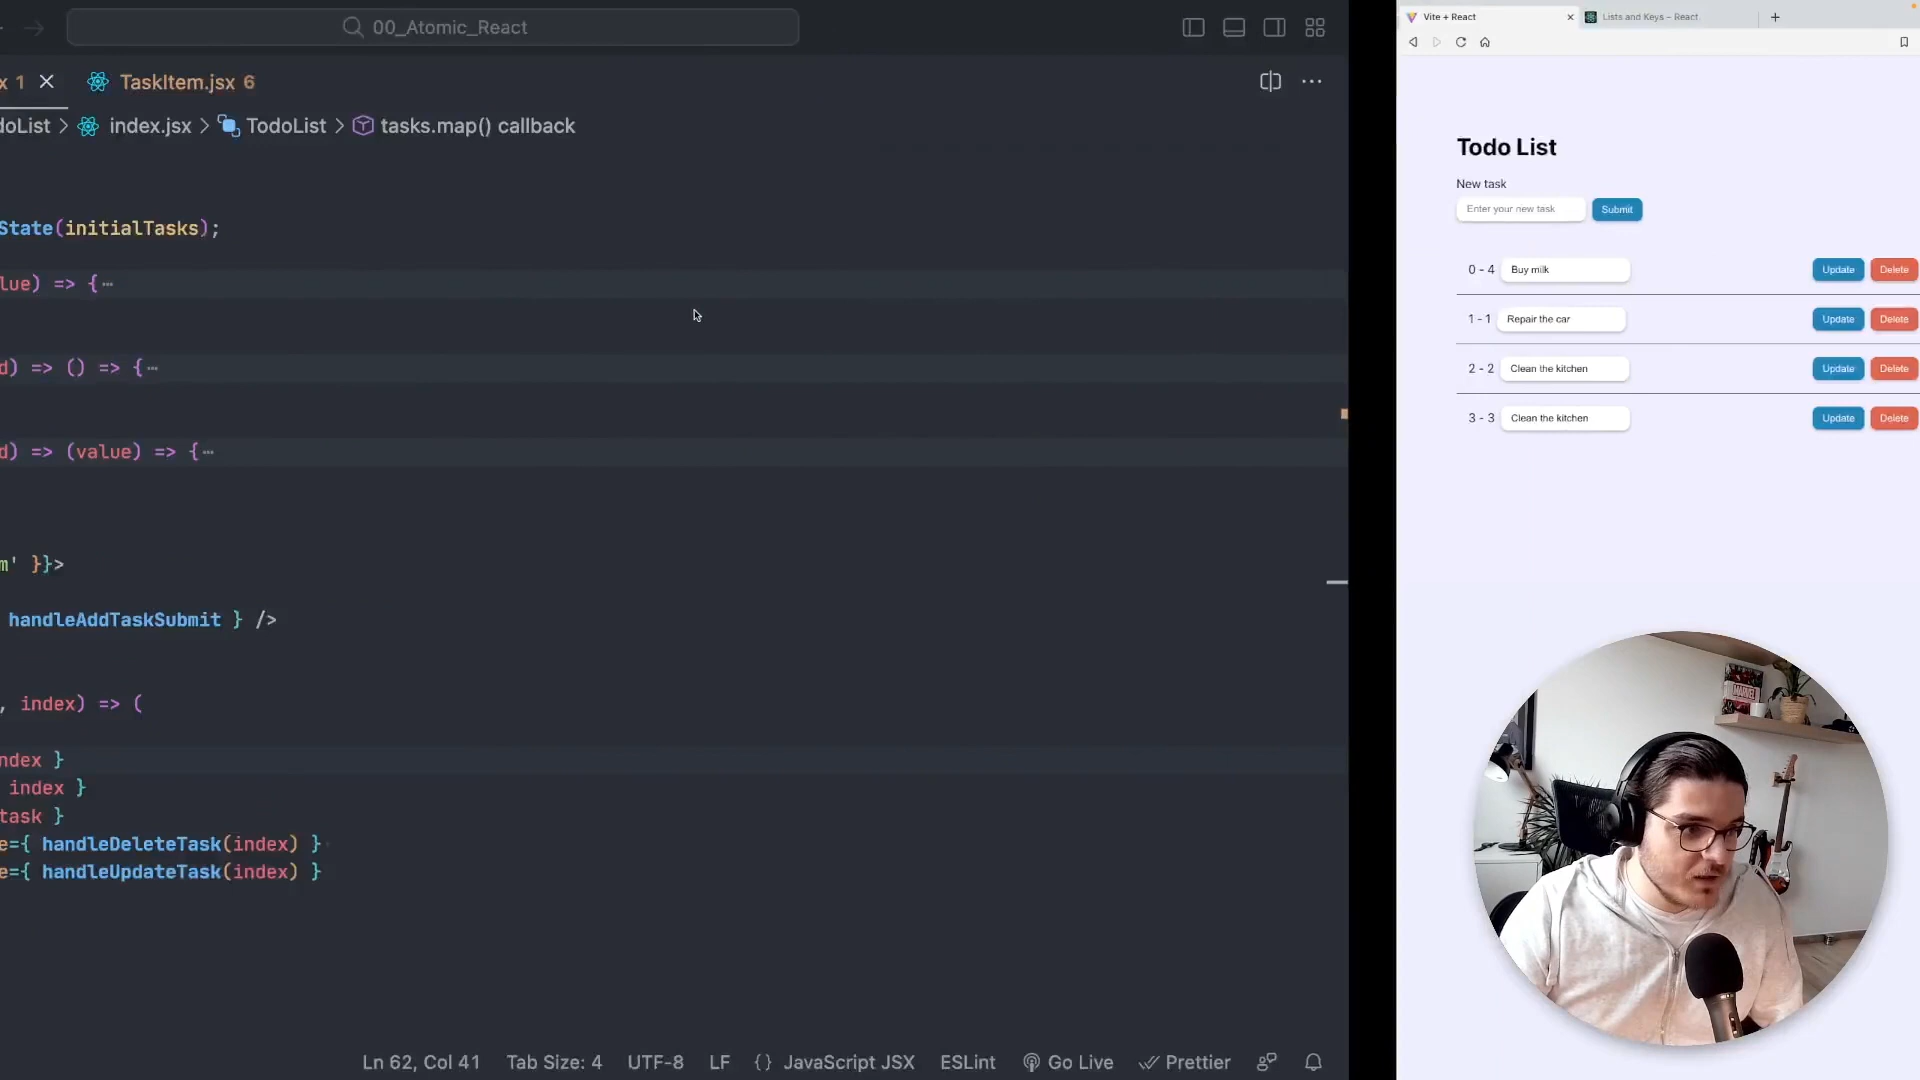 00_Atomic_React
x 1
TaskItem.jsx 6
doList > index.jsx > TodoList > tasks.map() callback
State(initialTasks);
lue) => {⋯
d) => () => {⋯
d) => (value) => {⋯
m' }}>
handleAddTaskSubmit } />
, index) => (
ndex }
index }
task }
e={ handleDeleteTask(index) }
e={ handleUpdateTask(index) }
Ln 62, Col 41 Tab Size: 4 UTF-8 LF {} JavaScript JSX ESLint Go Live Prettier
Vite + React
Lists and Keys – React
Todo List
New task
Enter your new task Submit
0 - 4 Buy milk Update Delete
1 - 1 Repair the car Update Delete
2 - 2 Clean the kitchen Update Delete
3 - 3 Clean the kitchen Update Delete
MARVEL